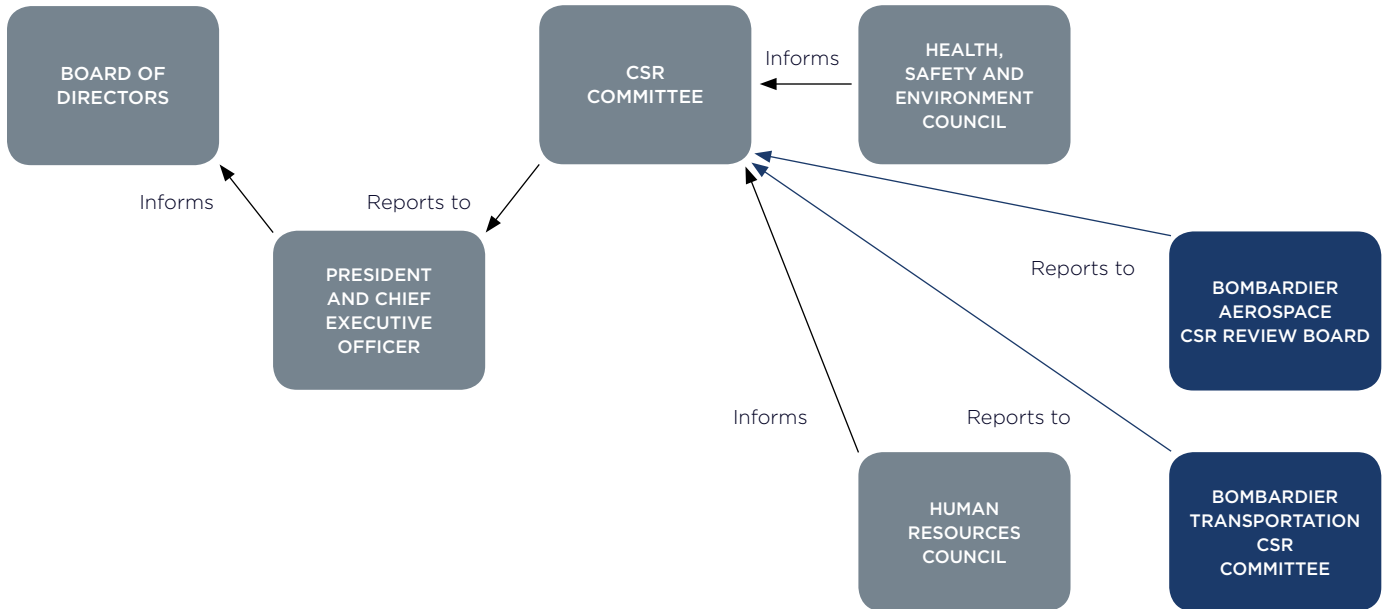 BOARD OF
DIRECTORS
CSR
COMMITTEE
Informs
HEALTH,
SAFETY AND
ENVIRONMENT
COUNCIL
Informs
Reports to
PRESIDENT
AND CHIEF
EXECUTIVE
OFFICER
Reports to
BOMBARDIER
AEROSPACE
CSR REVIEW BOARD
Informs
Reports to
HUMAN
RESOURCES
COUNCIL
BOMBARDIER
TRANSPORTATION
CSR
COMMITTEE